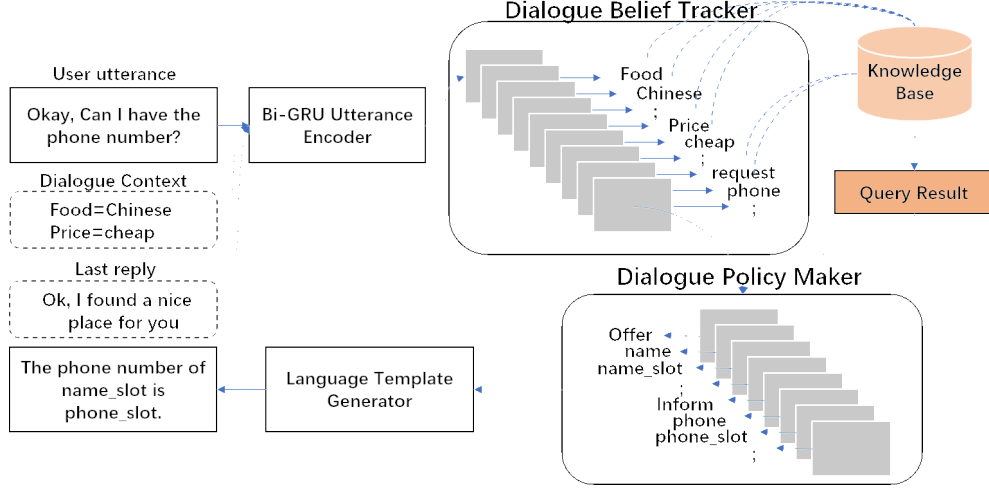 Dialogue Belief Tracker
User utterance
Okay, Can I have the
phone number?
Bi-GRU Utterance
Encoder
Food
Chinese
;
Price
cheap
;
request
phone
;
Knowledge
Base
Query Result
Dialogue Context
Food=Chinese
Price=cheap
Last reply
Ok, I found a nice
place for you
The phone number of
name_slot is
phone_slot.
Language Template
Generator
Dialogue Policy Maker
Offer
name
name_slot
;
Inform
phone
phone_slot
;